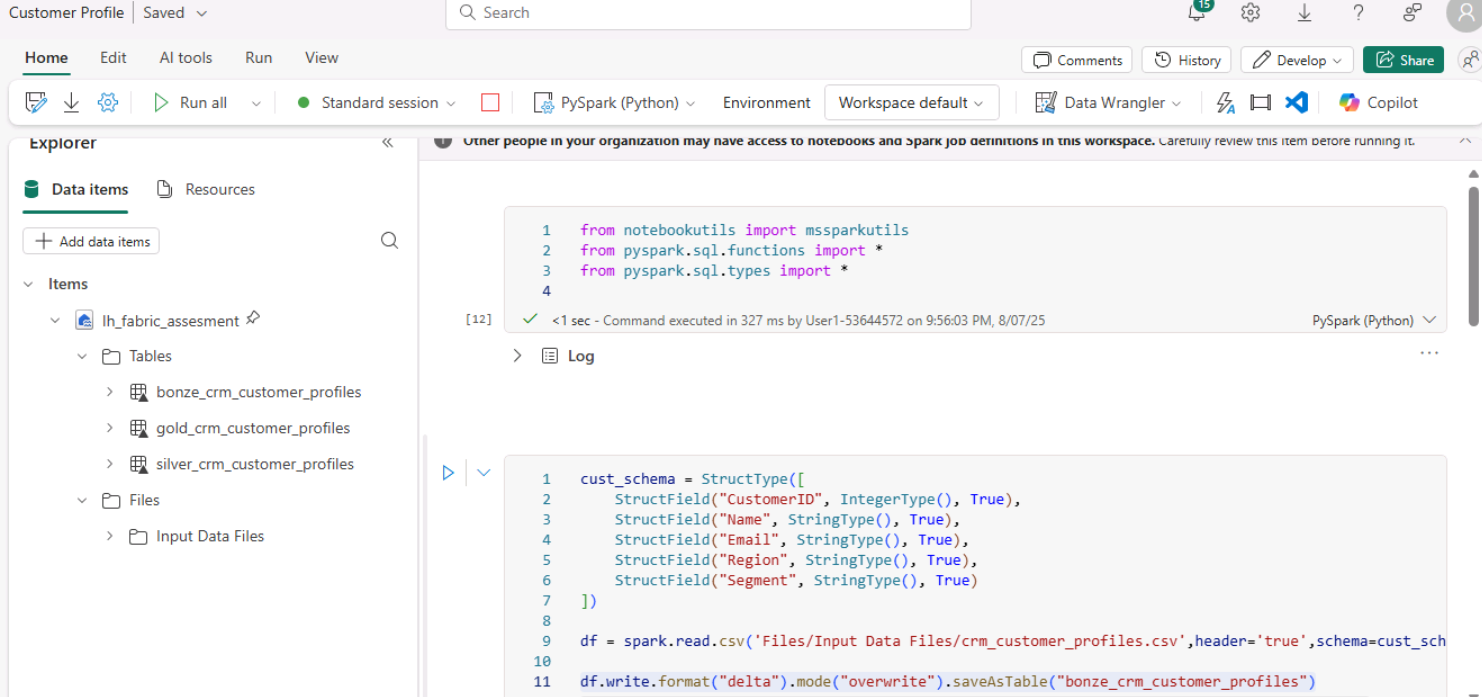 Customer Profile | Saved
Search
15
Home Edit AI tools Run View
Comments History Develop Share
Run all Standard session PySpark (Python) Environment Workspace default Data Wrangler Copilot
Explorer
«
Other people in your organization may have access to notebooks and Spark job definitions in this workspace. Carefully review this item before running it.
Data items Resources
Add data items
Items
lh_fabric_assesment
Tables
bonze_crm_customer_profiles
gold_crm_customer_profiles
silver_crm_customer_profiles
Files
Input Data Files
1 from notebookutils import mssparkutils
2 from pyspark.sql.functions import *
3 from pyspark.sql.types import *
4
[12] <1 sec - Command executed in 327 ms by User1-53644572 on 9:56:03 PM, 8/07/25 PySpark (Python)
Log
1 cust_schema = StructType([
2 StructField("CustomerID", IntegerType(), True),
3 StructField("Name", StringType(), True),
4 StructField("Email", StringType(), True),
5 StructField("Region", StringType(), True),
6 StructField("Segment", StringType(), True)
7 ])
8
9 df = spark.read.csv('Files/Input Data Files/crm_customer_profiles.csv',header='true',schema=cust_sch
10
11 df.write.format("delta").mode("overwrite").saveAsTable("bonze_crm_customer_profiles")